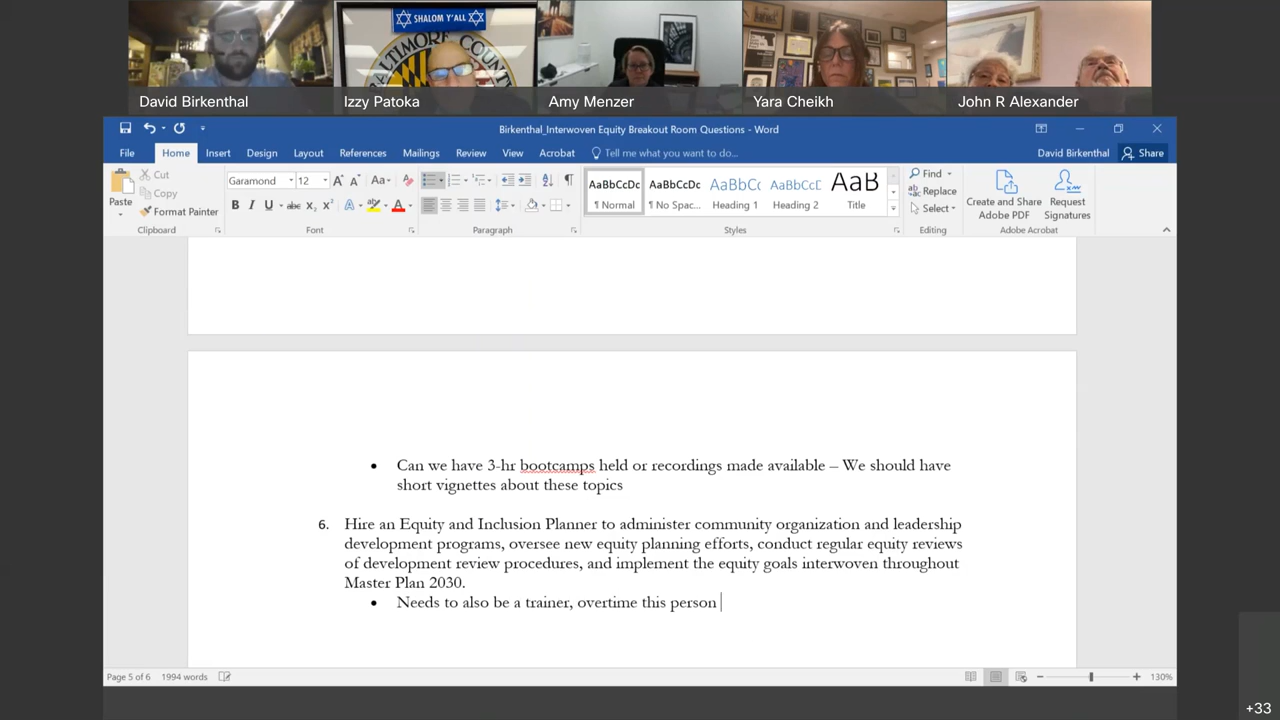 SHALOM Y'ALL
BALTIMORE COUNTY
David Birkenthal
Izzy Patoka
Amy Menzer
Yara Cheikh
John R Alexander
Birkenthal_Interwoven Equity Breakout Room Questions - Word
File Home Insert Design Layout References Mailings Review View Acrobat Tell me what you want to do... David Birkenthal Share
Paste
Cut
Copy
Format Painter
Clipboard
Garamond 12
Font
Paragraph
AaBbCcDc AaBbCcDc AaBbCc AaBbCcD AaB
¶ Normal ¶ No Spac... Heading 1 Heading 2 Title
Styles
Find
Replace
Select
Editing
Create and Share
Adobe PDF
Request
Signatures
Adobe Acrobat
• Can we have 3-hr bootcamps held or recordings made available – We should have
short vignettes about these topics
6. Hire an Equity and Inclusion Planner to administer community organization and leadership
development programs, oversee new equity planning efforts, conduct regular equity reviews
of development review procedures, and implement the equity goals interwoven throughout
Master Plan 2030.
• Needs to also be a trainer, overtime this person
Page 5 of 6 1994 words 130%
+33